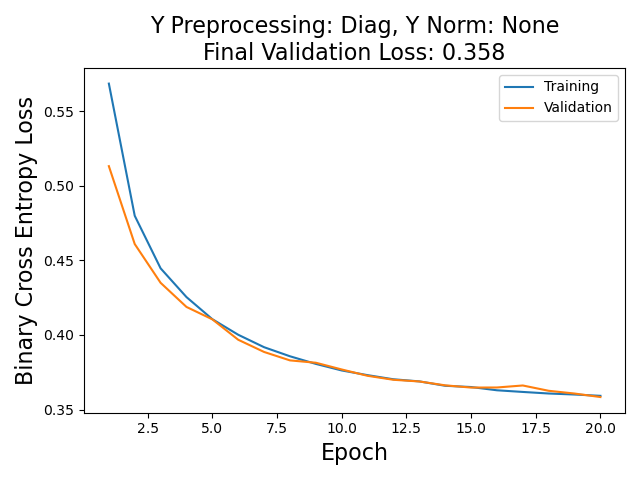 Y Preprocessing: Diag, Y Norm: None
Final Validation Loss: 0.358
Training
Validation
Binary Cross Entropy Loss
0.55
0.50
0.45
0.40
0.35
2.5 5.0 7.5 10.0 12.5 15.0 17.5 20.0
Epoch